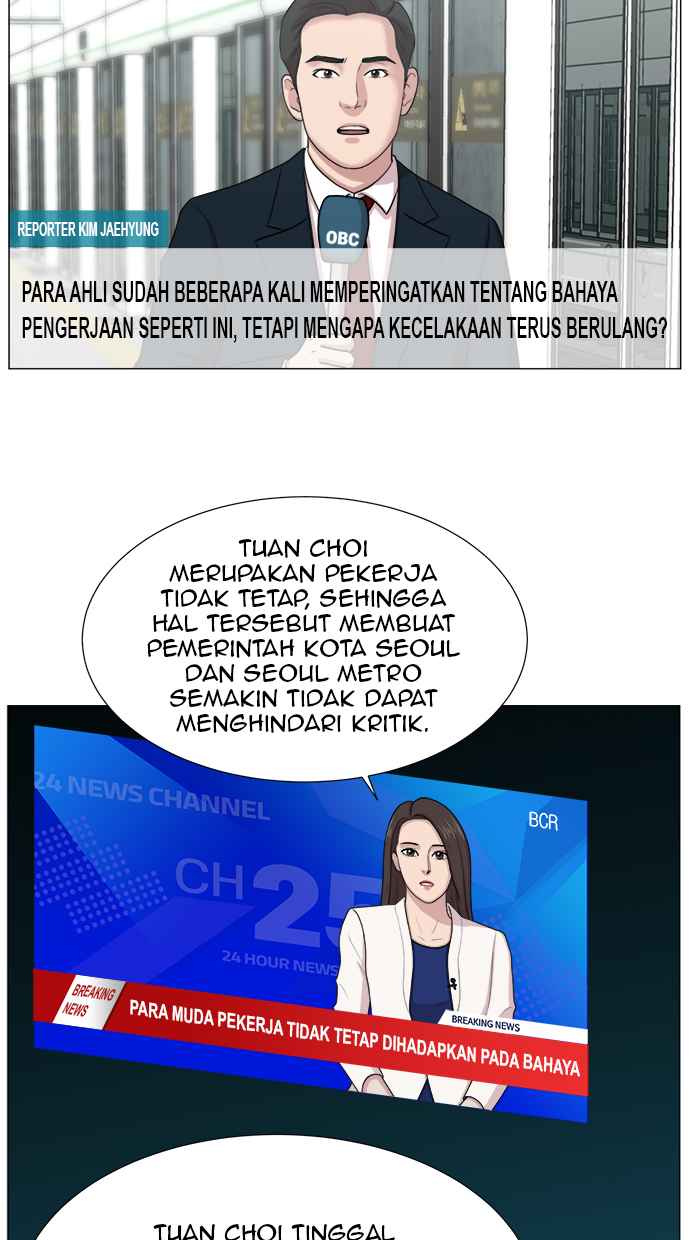 OBC
REPORTER KIM JAEHYUNG
PARA AHLI SUDAH BEBERAPA KALI MEMPERINGATKAN TENTANG BAHAYA
PENGERJAAN SEPERTI INI, TETAPI MENGAPA KECELAKAAN TERUS BERULANG?
TUAN CHOI
MERUPAKAN PEKERJA
TIDAK TETAP, SEHINGGA
HAL TERSEBUT MEMBUAT
PEMERINTAH KOTA SEOUL
DAN SEOUL METRO
SEMAKIN TIDAK DAPAT
MENGHINDARI KRITIK.
24 NEWS CHANNEL
BCR
CH 25
24 HOUR NEWS
BREAKING NEWS
BREAKING
NEWS
PARA MUDA PEKERJA TIDAK TETAP DIHADAPKAN PADA BAHAYA
TUAN CHOI TINGGAL